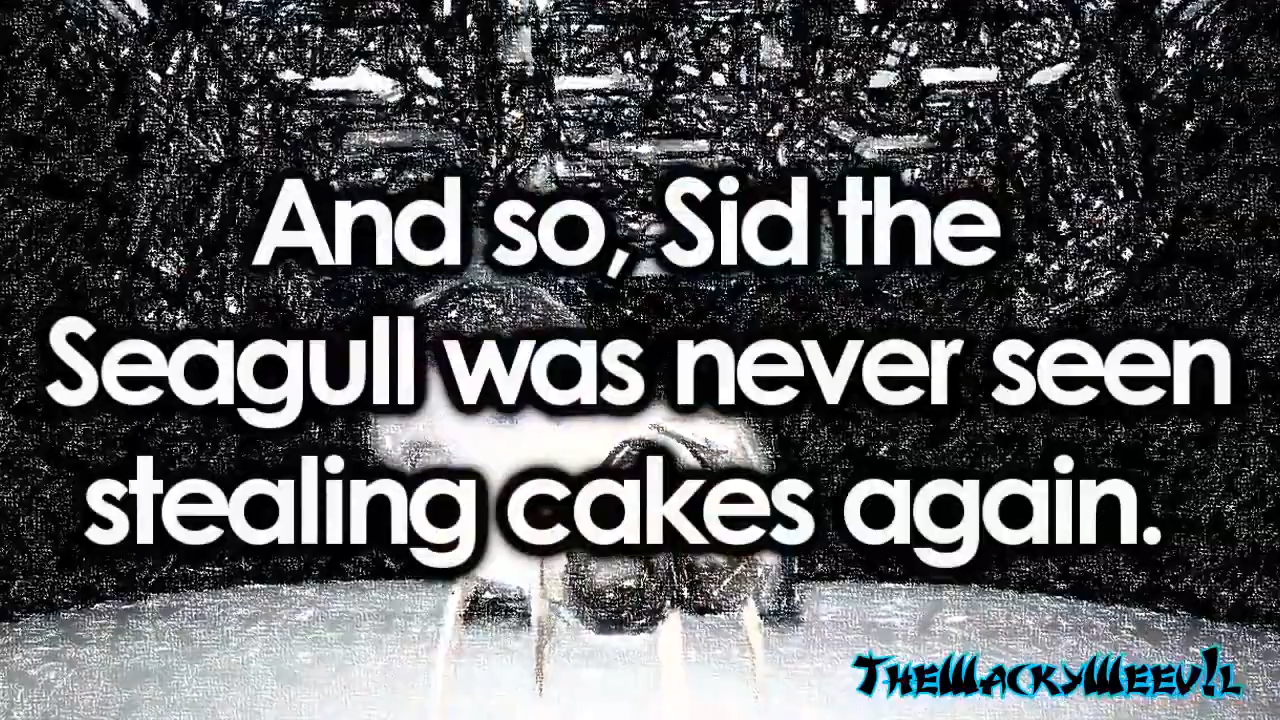 And so, Sid the
Seagull was never seen
stealing cakes again.
TheWackyWeev!l